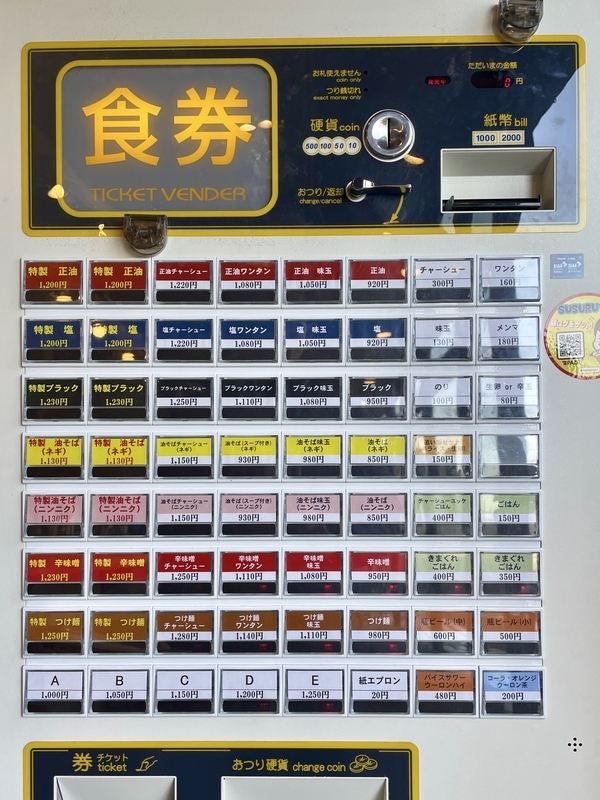 食券
TICKET VENDER
お札使えません
coin only
つり銭切れ
exact money only
硬貨coin
500 100 50 10
おつり/返却
change/cancel
ただいまの金額
発売中
0 円
紙幣bill
1000 2000
特製 正油
1,200円
特製 正油
1,200円
正油チャーシュー
1,220円
正油ワンタン
1,080円
正油 味玉
1,050円
正油
920円
チャーシュー
300円
ワンタン
160円
特製 塩
1,200円
特製 塩
1,200円
塩チャーシュー
1,220円
塩ワンタン
1,080円
塩 味玉
1,050円
塩
920円
味玉
130円
メンマ
180円
特製ブラック
1,230円
特製ブラック
1,230円
ブラックチャーシュー
1,250円
ブラックワンタン
1,110円
ブラック味玉
1,080円
ブラック
950円
のり
100円
生卵 or 辛玉
80円
特製 油そば
(ネギ)
1,130円
特製 油そば
(ネギ)
1,130円
油そばチャーシュー
(ネギ)
1,150円
油そば(スープ付き)
(ネギ)
930円
油そば味玉
(ネギ)
980円
油そば
(ネギ)
850円
150円
特製油そば
(ニンニク)
1,130円
特製油そば
(ニンニク)
1,130円
油そばチャーシュー
(ニンニク)
1,150円
油そば(スープ付き)
(ニンニク)
930円
油そば味玉
(ニンニク)
980円
油そば
(ニンニク)
850円
チャーシューユッケ
ごはん
400円
ごはん
150円
特製 辛味噌
1,230円
特製 辛味噌
1,230円
辛味噌
チャーシュー
1,250円
辛味噌
ワンタン
1,110円
辛味噌
味玉
1,080円
辛味噌
950円
きまぐれ
ごはん
400円
きまぐれ
ごはん
350円
特製 つけ麺
1,250円
特製 つけ麺
1,250円
つけ麺
チャーシュー
1,280円
つけ麺
ワンタン
1,140円
つけ麺
味玉
1,110円
つけ麺
980円
瓶ビール(中)
600円
瓶ビール(小)
500円
A
1,000円
B
1,050円
C
1,150円
D
1,200円
E
1,250円
紙エプロン
20円
バイスサワー
ウーロンハイ
480円
コーラ・オレンジ
ウーロン茶
200円
SUSURU
券 チケット
ticket
おつり硬貨 change coin